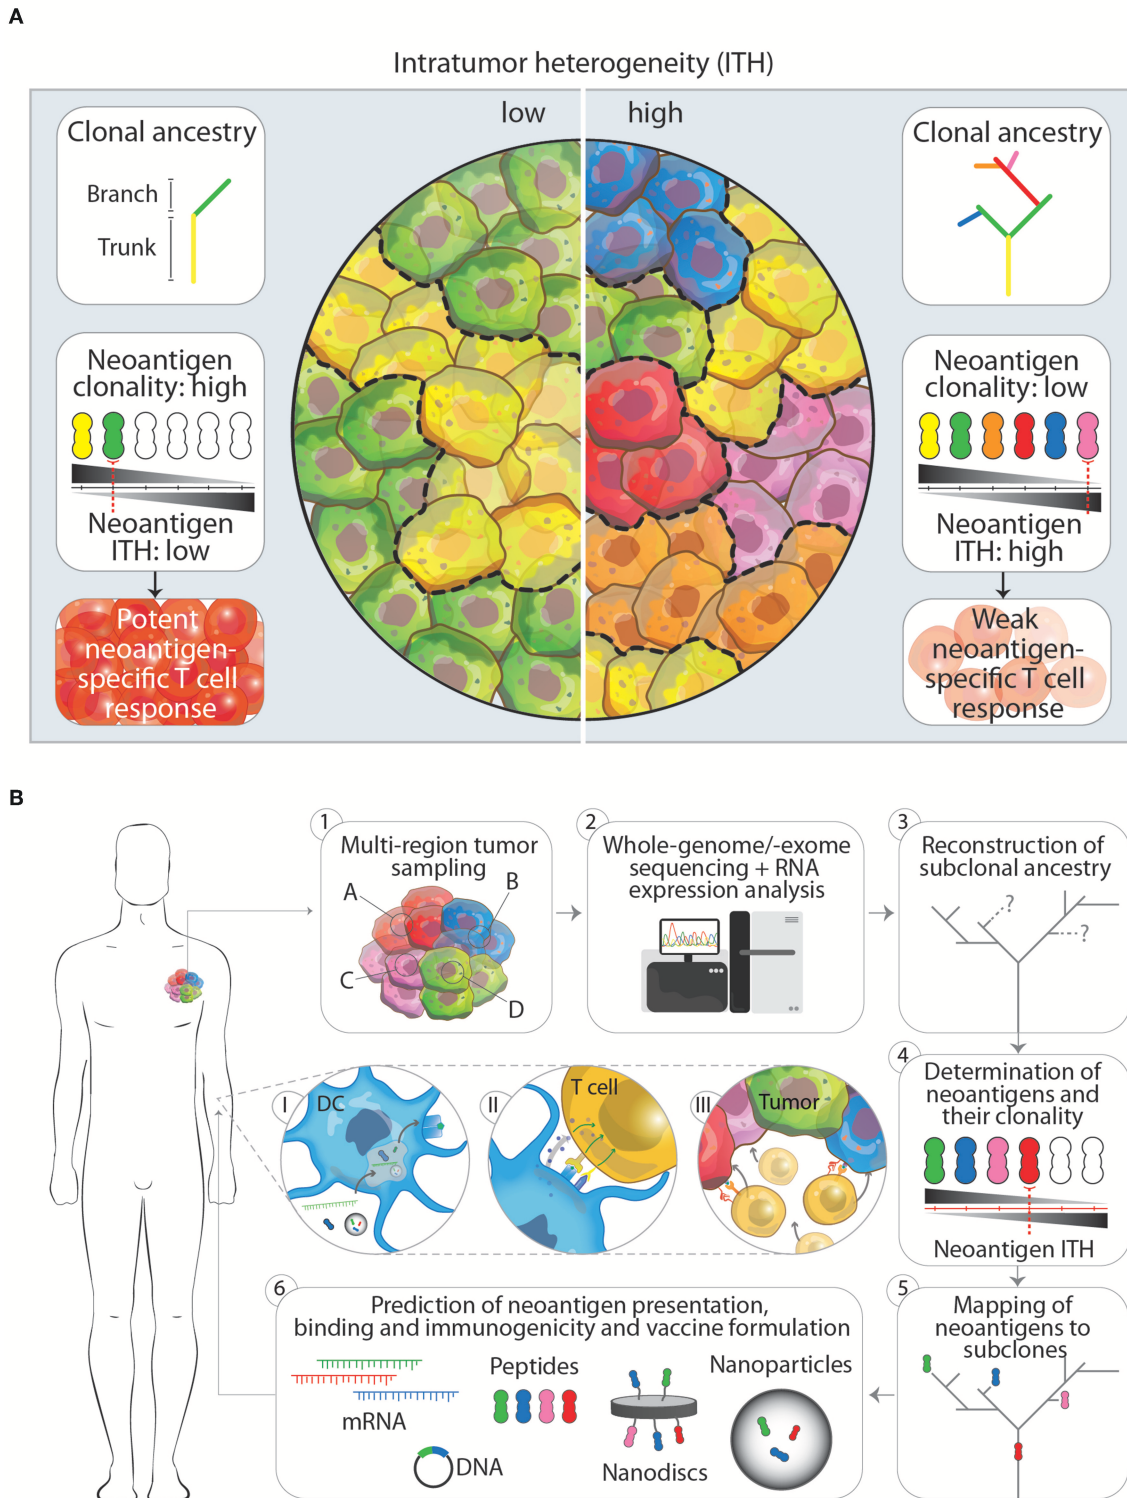 A
Intratumor heterogeneity (ITH)
low
high
Clonal ancestry
Branch
Trunk
Neoantigen
clonality: high
Neoantigen
ITH: low
Potent
neoantigen-
specific T cell
response
Clonal ancestry
Neoantigen
clonality: low
Neoantigen
ITH: high
Weak
neoantigen-
specific T cell
response
B
1
Multi-region tumor
sampling
A
B
C
D
2
Whole-genome/-exome
sequencing + RNA
expression analysis
3
Reconstruction of
subclonal ancestry
?
?
4
Determination of
neoantigens and
their clonality
Neoantigen ITH
I
DC
II
T cell
III
Tumor
5
Mapping of
neoantigens to
subclones
6
Prediction of neoantigen presentation,
binding and immunogenicity and vaccine formulation
mRNA
DNA
Peptides
Nanodiscs
Nanoparticles